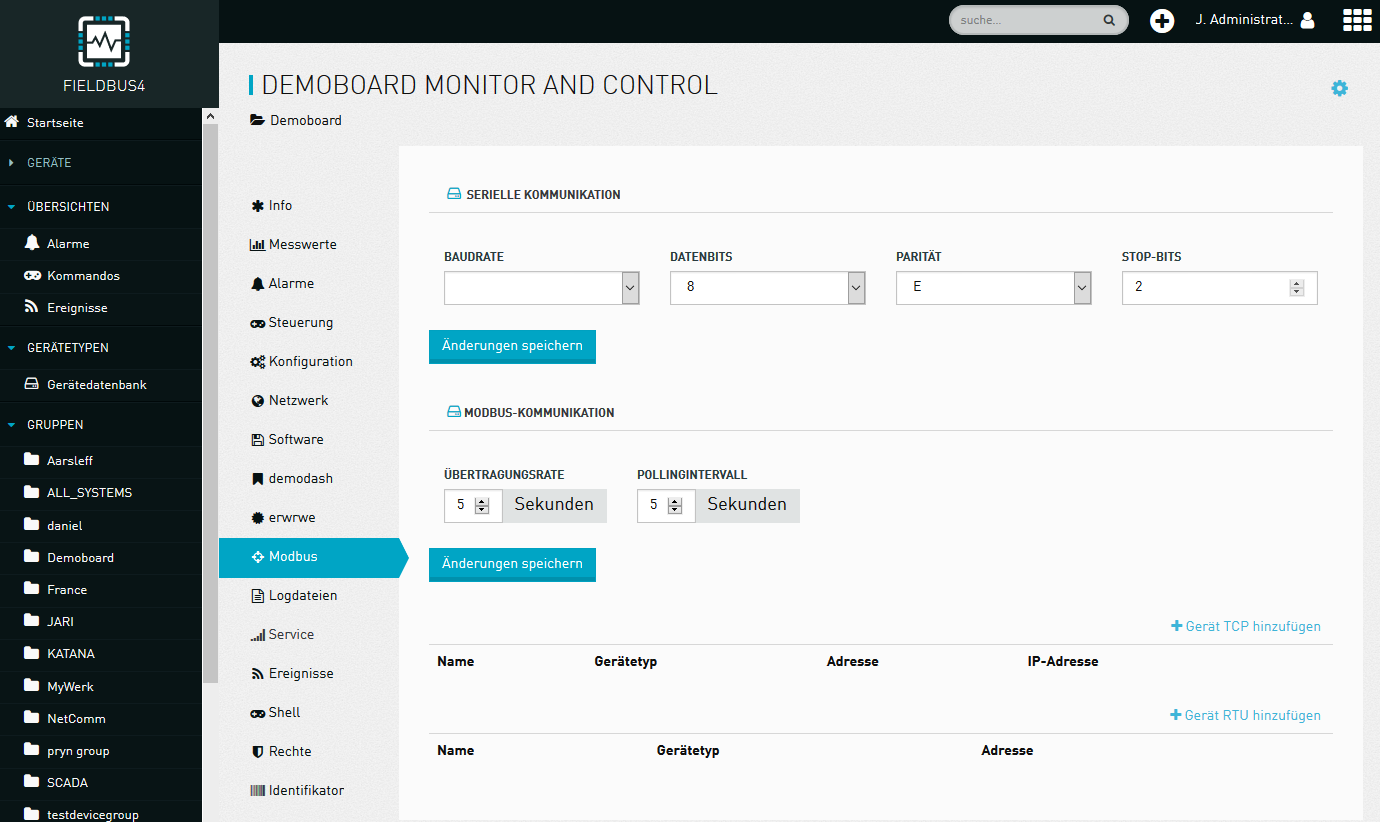 suche...
J. Administrat...
FIELDBUS4
Startseite
GERÄTE
ÜBERSICHTEN
Alarme
Kommandos
Ereignisse
GERÄTETYPEN
Gerätedatenbank
GRUPPEN
Aarsleff
ALL_SYSTEMS
daniel
Demoboard
France
JARI
KATANA
MyWerk
NetComm
pryn group
SCADA
testdevicegroup
DEMOBOARD MONITOR AND CONTROL
Demoboard
Info
Messwerte
Alarme
Steuerung
Konfiguration
Netzwerk
Software
demodash
erwrwe
Modbus
Logdateien
Service
Ereignisse
Shell
Rechte
Identifikator
SERIELLE KOMMUNIKATION
BAUDRATE DATENBITS PARITÄT STOP-BITS
8 E 2
Änderungen speichern
MODBUS-KOMMUNIKATION
ÜBERTRAGUNGSRATE POLLINGINTERVALL
5 Sekunden 5 Sekunden
Änderungen speichern
Gerät TCP hinzufügen
Name Gerätetyp Adresse IP-Adresse
Gerät RTU hinzufügen
Name Gerätetyp Adresse